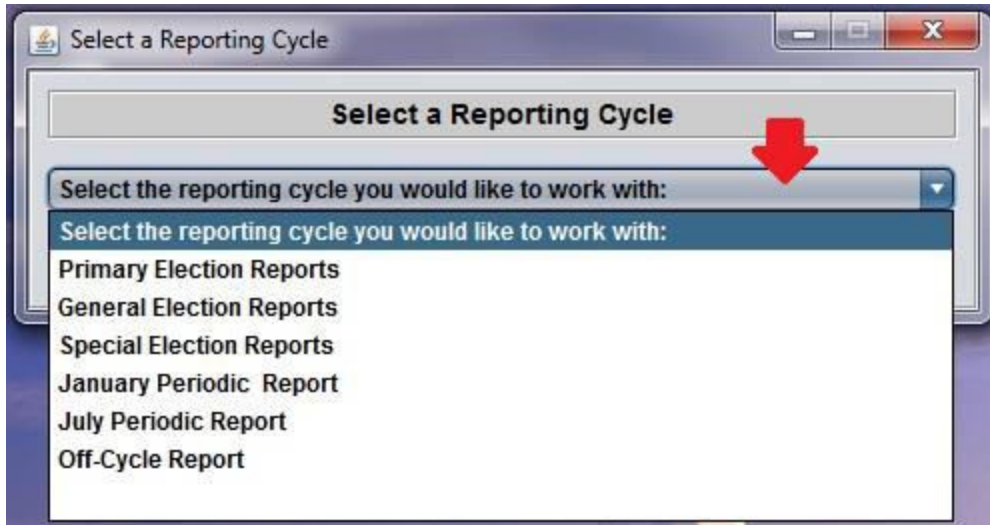 Select a Reporting Cycle
X
Select a Reporting Cycle
Select the reporting cycle you would like to work with:
Select the reporting cycle you would like to work with:
Primary Election Reports
General Election Reports
Special Election Reports
January Periodic  Report
July Periodic Report
Off-Cycle Report